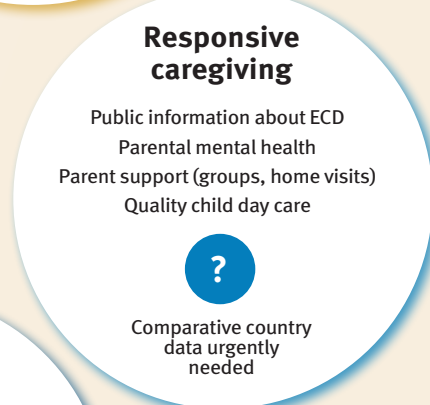 Responsive
caregiving
Public information about ECD
Parental mental health
Parent support (groups, home visits)
Quality child day care
?
Comparative country
data urgently
needed